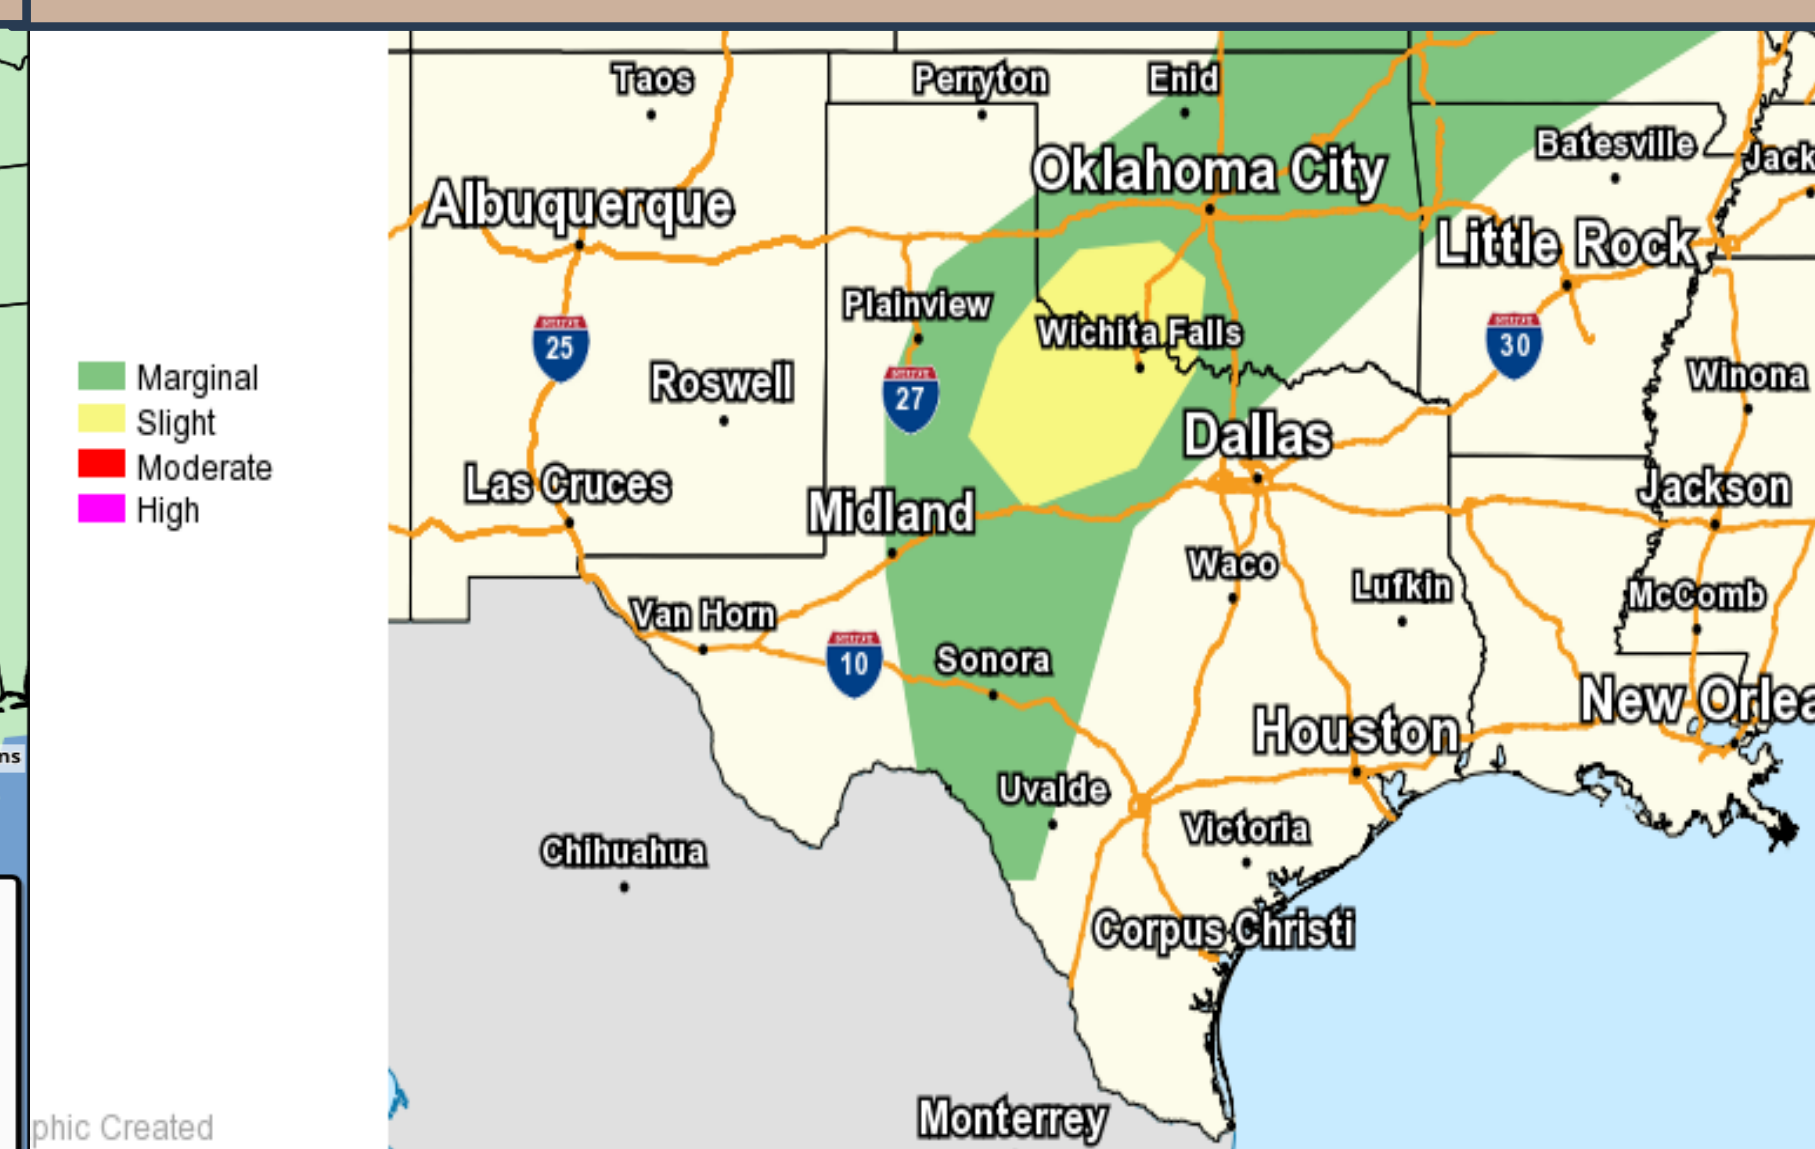 Taos
Perryton
Enid
Batesville
Jack
Oklahoma City
Albuquerque
Little Rock
Plainview
Wichita Falls
25
30
Marginal
Slight
Moderate
High
Roswell
27
Winona
Dallas
Las Cruces
Midland
Jackson
Waco
Lufkin
McComb
Van Horn
10
Sonora
New Orlea
Houston
ns
Uvalde
Victoria
Chihuahua
Corpus Christi
Monterrey
phic Created